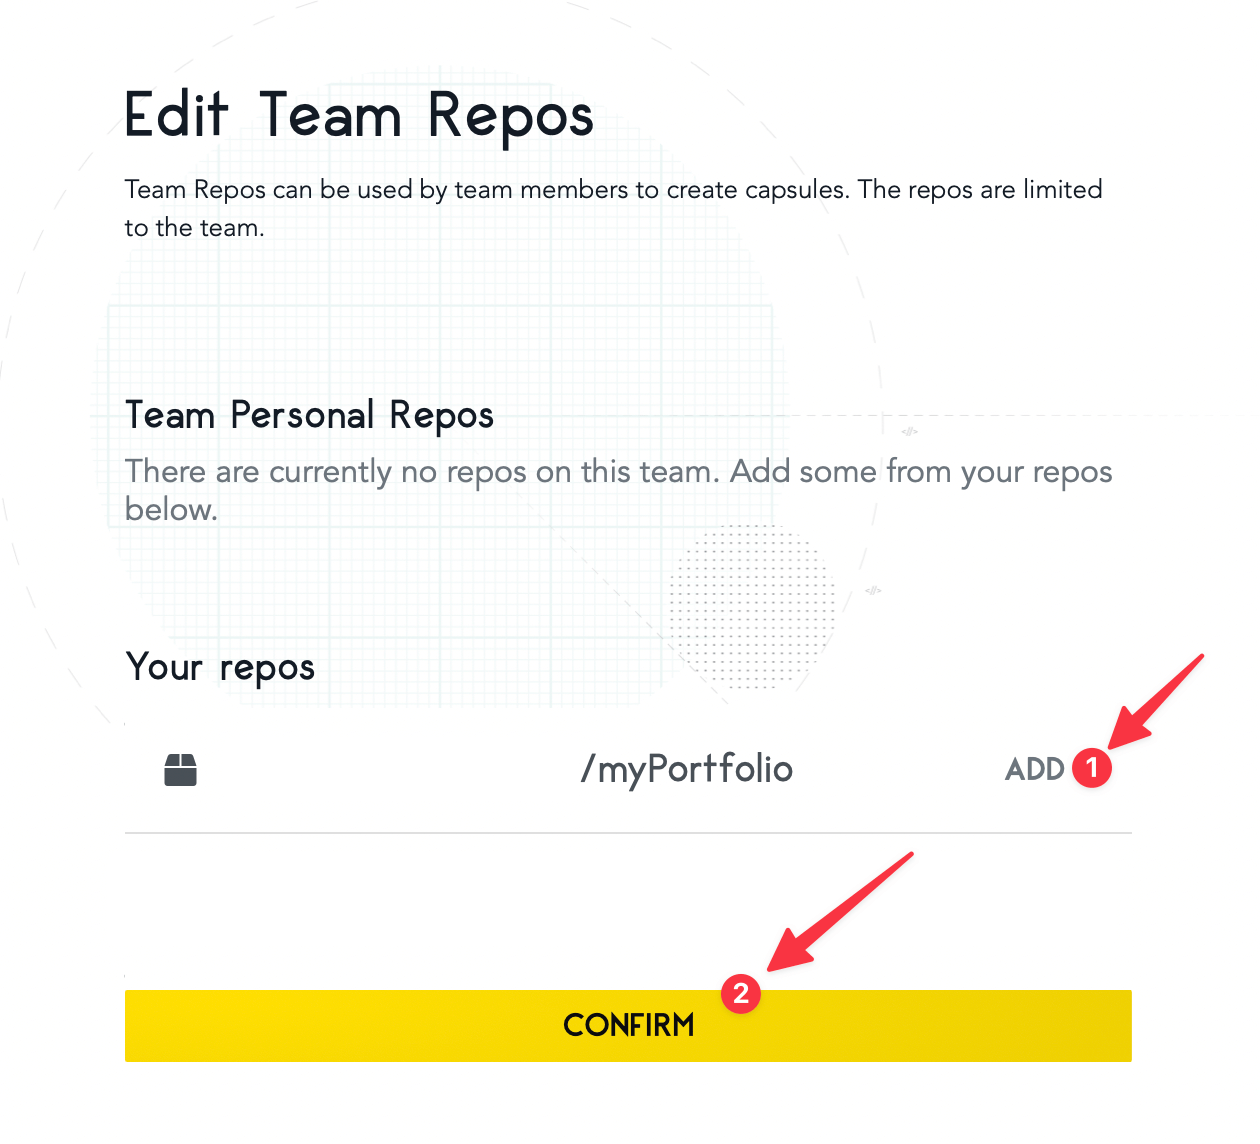 Edit Team Repos
Team Repos can be used by team members to create capsules. The repos are limited
to the team.
Team Personal Repos
There are currently no repos on this team. Add some from your repos
below.
Your repos
/myPortfolio ADD 1
2
CONFIRM